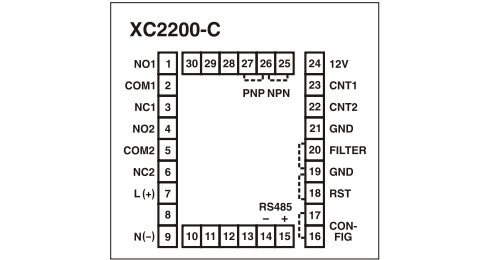 XC2200-C
NO1 1 30 29 28 27 26 25 24 12V
PNP NPN
COM1 2 23 CNT1
NC1 3 22 CNT2
NO2 4 21 GND
COM2 5 20 FILTER
NC2 6 19 GND
L (+) 7 18 RST
RS485
8 − + 17 CON-
N(−) 9 10 11 12 13 14 15 16 FIG